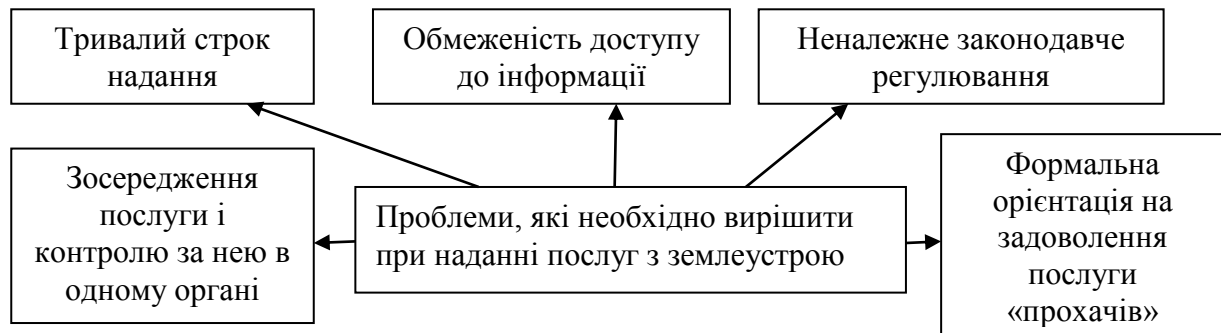 Тривалий строк
надання
Обмеженість доступу
до інформації
Неналежне законодавче
регулювання
Зосередження
послуги і
контролю за нею в
одному органі
Проблеми, які необхідно вирішити
при наданні послуг з землеустрою
Формальна
орієнтація на
задоволення
послуги
«прохачів»